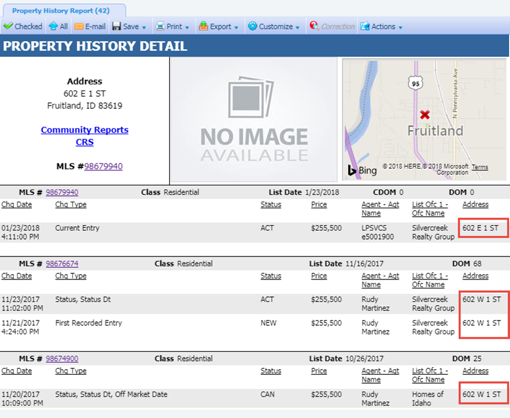 Property History Report (42)
Checked All E-mail Save Print Export Customize Correction Actions
PROPERTY HISTORY DETAIL
Address
602 E 1 ST
Fruitland, ID 83619
Community Reports
CRS
MLS #98679940
NO IMAGE
AVAILABLE
95
N Pennsylvania Ave
Fruitland
Bing
© 2018 HERE © 2018 Microsoft Corporation Terms
MLS # 98679940 Class Residential List Date 1/23/2018 CDOM 0 DOM 0
Chg Date Chg Type Status Price Agent - Agt Name List Ofc 1 - Ofc Name Address
01/23/2018 4:11:00 PM Current Entry ACT $255,500 LPSVCS e5001900 Silvercreek Realty Group 602 E 1 ST
MLS # 98676674 Class Residential List Date 11/16/2017 DOM 68
Chg Date Chg Type Status Price Agent - Agt Name List Ofc 1 - Ofc Name Address
11/23/2017 11:02:00 PM Status, Status Dt ACT $255,500 Rudy Martinez Silvercreek Realty Group 602 W 1 ST
11/21/2017 4:24:00 PM First Recorded Entry NEW $255,500 Rudy Martinez Silvercreek Realty Group 602 W 1 ST
MLS # 98674900 Class Residential List Date 10/26/2017 DOM 25
Chg Date Chg Type Status Price Agent - Agt Name List Ofc 1 - Ofc Name Address
11/20/2017 10:09:00 PM Status, Status Dt, Off Market Date CAN $255,500 Rudy Martinez Homes of Idaho 602 W 1 ST